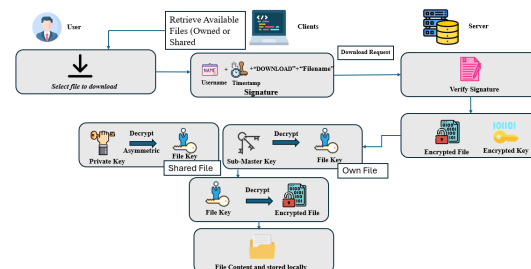 User
Retrieve Available
Files (Owned or
Shared
Clients
Server
Select file to download
NAME
+
+"DOWNLOAD"+"Filename"
Username
Timestamp
Signature
Download Request
Verify Signature
Encrypted File
Encrypted Key
Decrypt
Asymmetric
Private Key
File Key
Shared File
Decrypt
Sub-Master Key
File Key
Own File
Decrypt
File Key
Encrypted File
File Content and stored locally